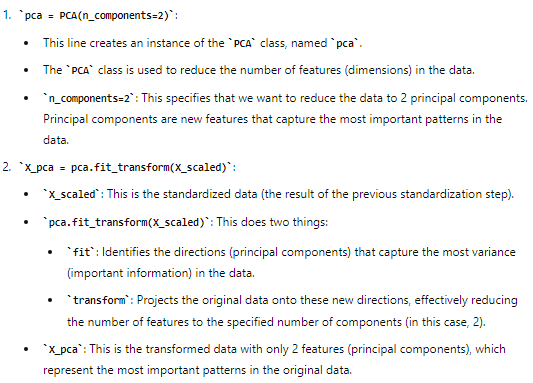 1. `pca = PCA(n_components=2)`:
• This line creates an instance of the `PCA` class, named `pca`.
• The `PCA` class is used to reduce the number of features (dimensions) in the data.
• `n_components=2`: This specifies that we want to reduce the data to 2 principal components.
Principal components are new features that capture the most important patterns in the
data.
2. `X_pca = pca.fit_transform(X_scaled)`:
• `X_scaled`: This is the standardized data (the result of the previous standardization step).
• `pca.fit_transform(X_scaled)`: This does two things:
• `fit`: Identifies the directions (principal components) that capture the most variance
(important information) in the data.
• `transform`: Projects the original data onto these new directions, effectively reducing
the number of features to the specified number of components (in this case, 2).
• `X_pca`: This is the transformed data with only 2 features (principal components), which
represent the most important patterns in the original data.